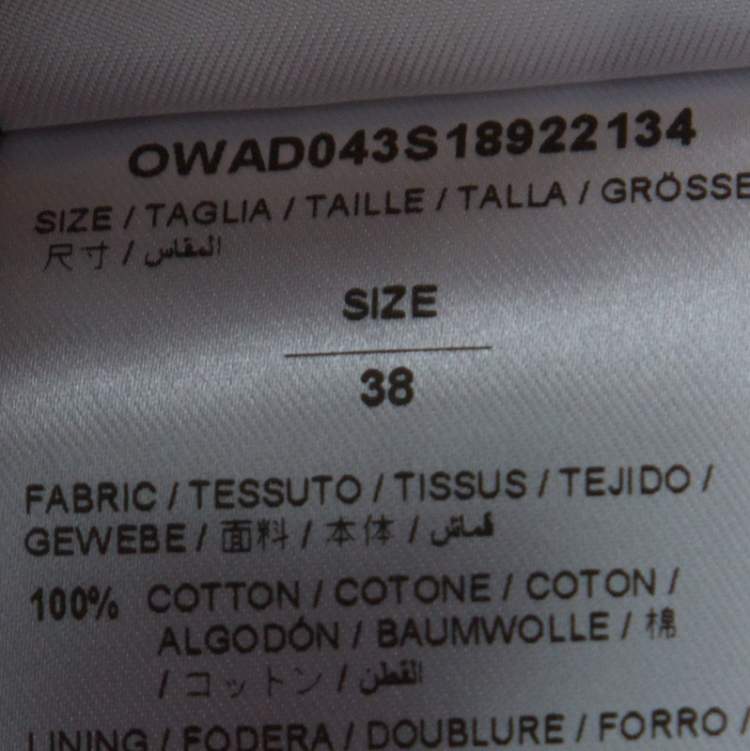 OWAD043S18922134
SIZE / TAGLIA / TAILLE / TALLA / GRÖSSE
尺寸 / المقاس
SIZE
38
FABRIC / TESSUTO / TISSUS / TEJIDO /
GEWEBE / 面料 / 本体 / قماش
100% COTTON / COTONE / COTON /
ALGODÓN / BAUMWOLLE / 棉
/ コットン / القطن
LINING / FODERA / DOUBLURE / FORRO /